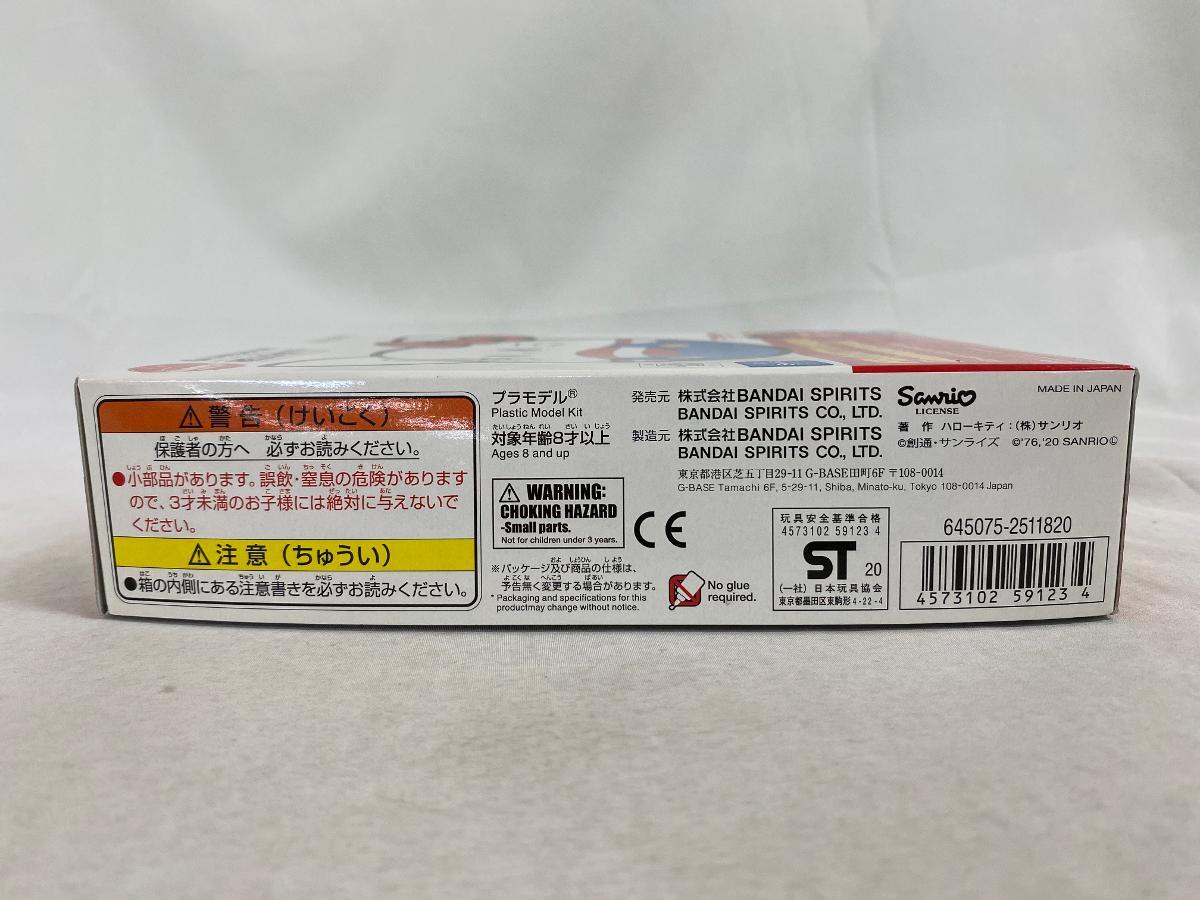 ⚠警告（けいこく）
保護者の方へ 必ずお読みください。
●小部品があります。誤飲・窒息の危険があります
ので、3才未満のお子様には絶対に与えないで
ください。
⚠注意（ちゅうい）
●箱の内側にある注意書きを必ずお読みください。
プラモデル®
Plastic Model Kit
対象年齢8才以上
Ages 8 and up
⚠ WARNING:
CHOKING HAZARD
-Small parts.
Not for children under 3 years.
※パッケージ及び商品の仕様は、
予告無く変更する場合があります。
* Packaging and specifications for this
productmay change without notice.
発売元 株式会社BANDAI SPIRITS
BANDAI SPIRITS CO., LTD.
製造元 株式会社BANDAI SPIRITS
BANDAI SPIRITS CO., LTD.
東京都港区芝五丁目29-11 G-BASE田町6F 〒108-0014
G-BASE Tamachi 6F, 5-29-11, Shiba, Minato-ku, Tokyo 108-0014 Japan
CE
No glue
required.
玩具安全基準合格
4573102 59123 4
ST 20
(一社) 日本玩具協会
東京都墨田区東駒形4-22-4
Sanrio
LICENSE
MADE IN JAPAN
著 作 ハローキティ：(株)サンリオ
©創通・サンライズ ©'76,'20 SANRIO Ⓛ
645075-2511820
4573102 59123 4